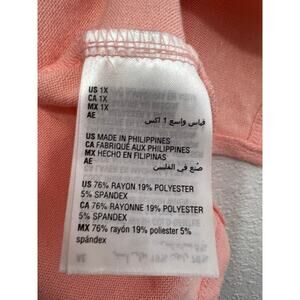 US 1X
CA 1X
MX 1X
AE قياس واسع 1 اكس
US MADE IN PHILIPPINES
CA FABRIQUÉ AUX PHILIPPINES
MX HECHO EN FILIPINAS
AE صنع في الفلبين
US 76% RAYON 19% POLYESTER
5% SPANDEX
CA 76% RAYONNE 19% POLYESTER
5% SPANDEX
MX 76% rayón 19% poliéster 5%
spándex